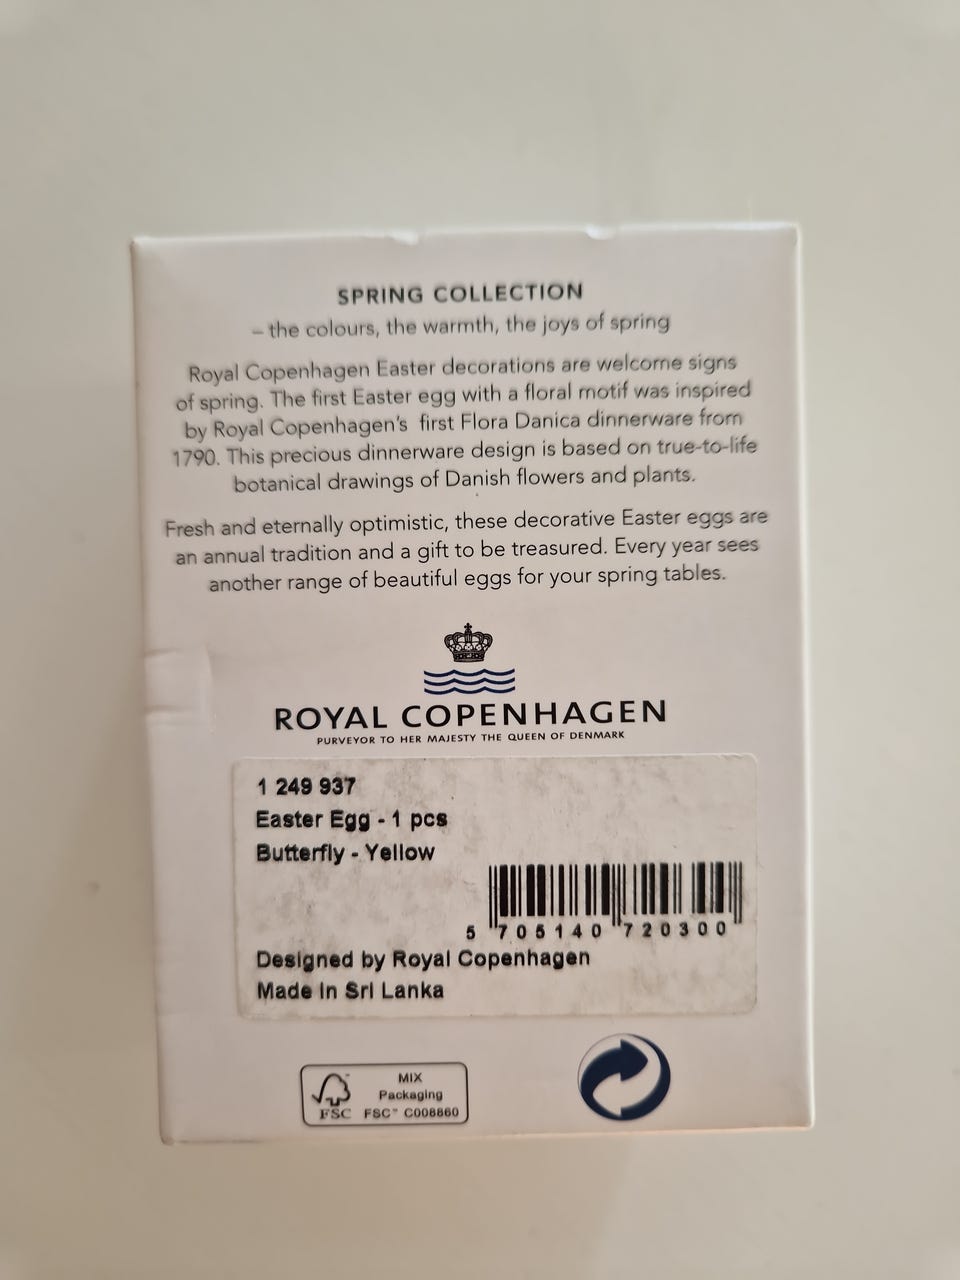 SPRING COLLECTION
– the colours, the warmth, the joys of spring
Royal Copenhagen Easter decorations are welcome signs
of spring. The first Easter egg with a floral motif was inspired
by Royal Copenhagen's first Flora Danica dinnerware from
1790. This precious dinnerware design is based on true-to-life
botanical drawings of Danish flowers and plants.
Fresh and eternally optimistic, these decorative Easter eggs are
an annual tradition and a gift to be treasured. Every year sees
another range of beautiful eggs for your spring tables.
ROYAL COPENHAGEN
PURVEYOR TO HER MAJESTY THE QUEEN OF DENMARK
1 249 937
Easter Egg - 1 pcs
Butterfly - Yellow
5 705140 720300
Designed by Royal Copenhagen
Made in Sri Lanka
MIX
Packaging
FSC FSC™ C008860